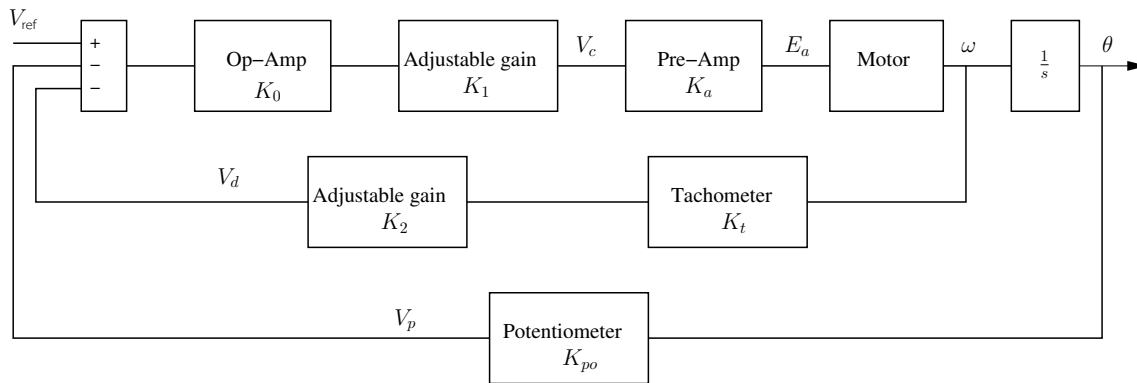 V_ref
+
−
−
Op−Amp
K_0
Adjustable gain
K_1
V_c
Pre−Amp
K_a
E_a
Motor
ω
1/s
θ
V_d
Adjustable gain
K_2
Tachometer
K_t
V_p
Potentiometer
K_po